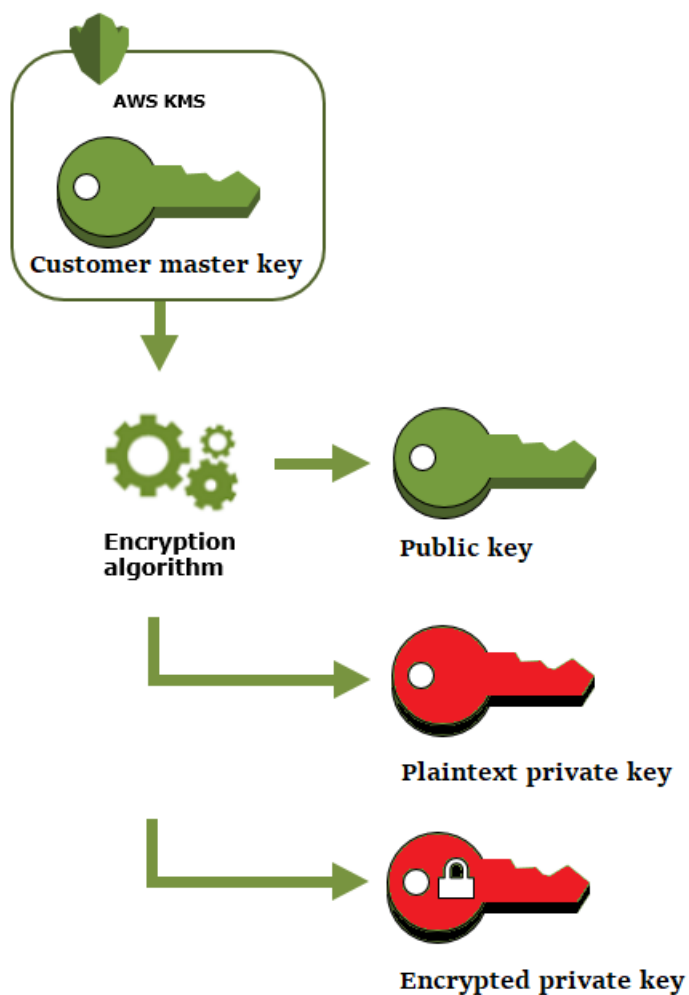 AWS KMS
Customer master key
Encryption
algorithm
Public key
Plaintext private key
Encrypted private key